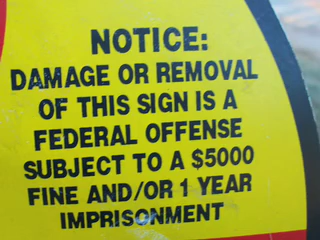 NOTICE:
DAMAGE OR REMOVAL
OF THIS SIGN IS A
FEDERAL OFFENSE
SUBJECT TO A $5000
FINE AND/OR 1 YEAR
IMPRISONMENT